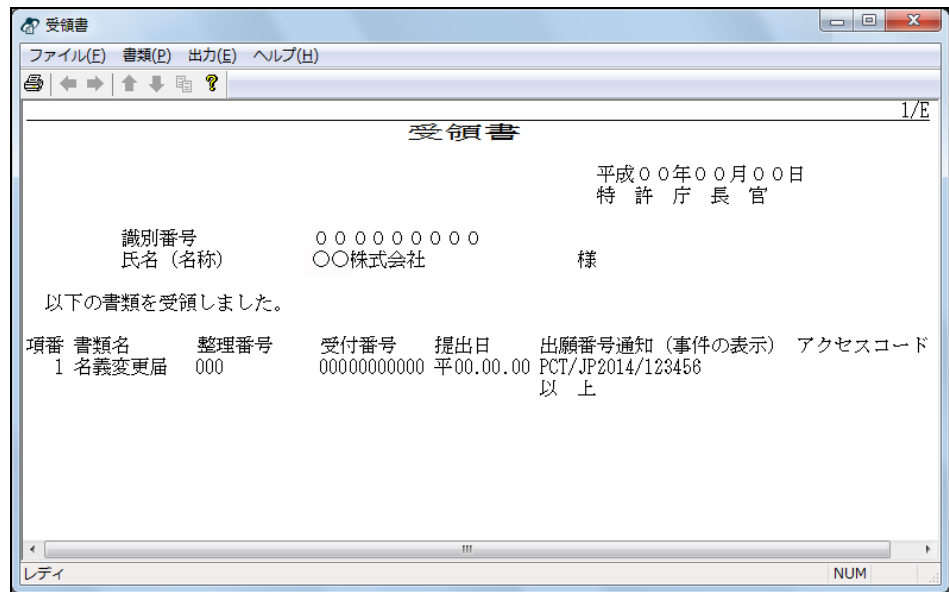 受領書
ファイル(F) 書類(P) 出力(E) ヘルプ(H)
1/E
受領書
平成００年００月００日
特 許 庁 長 官
識別番号 ０００００００００
氏名（名称） 〇〇株式会社 様
以下の書類を受領しました。
項番 書類名 整理番号 受付番号 提出日 出願番号通知（事件の表示） アクセスコード
1 名義変更届 000 00000000000 平00.00.00 PCT/JP2014/123456
以 上
レディ NUM